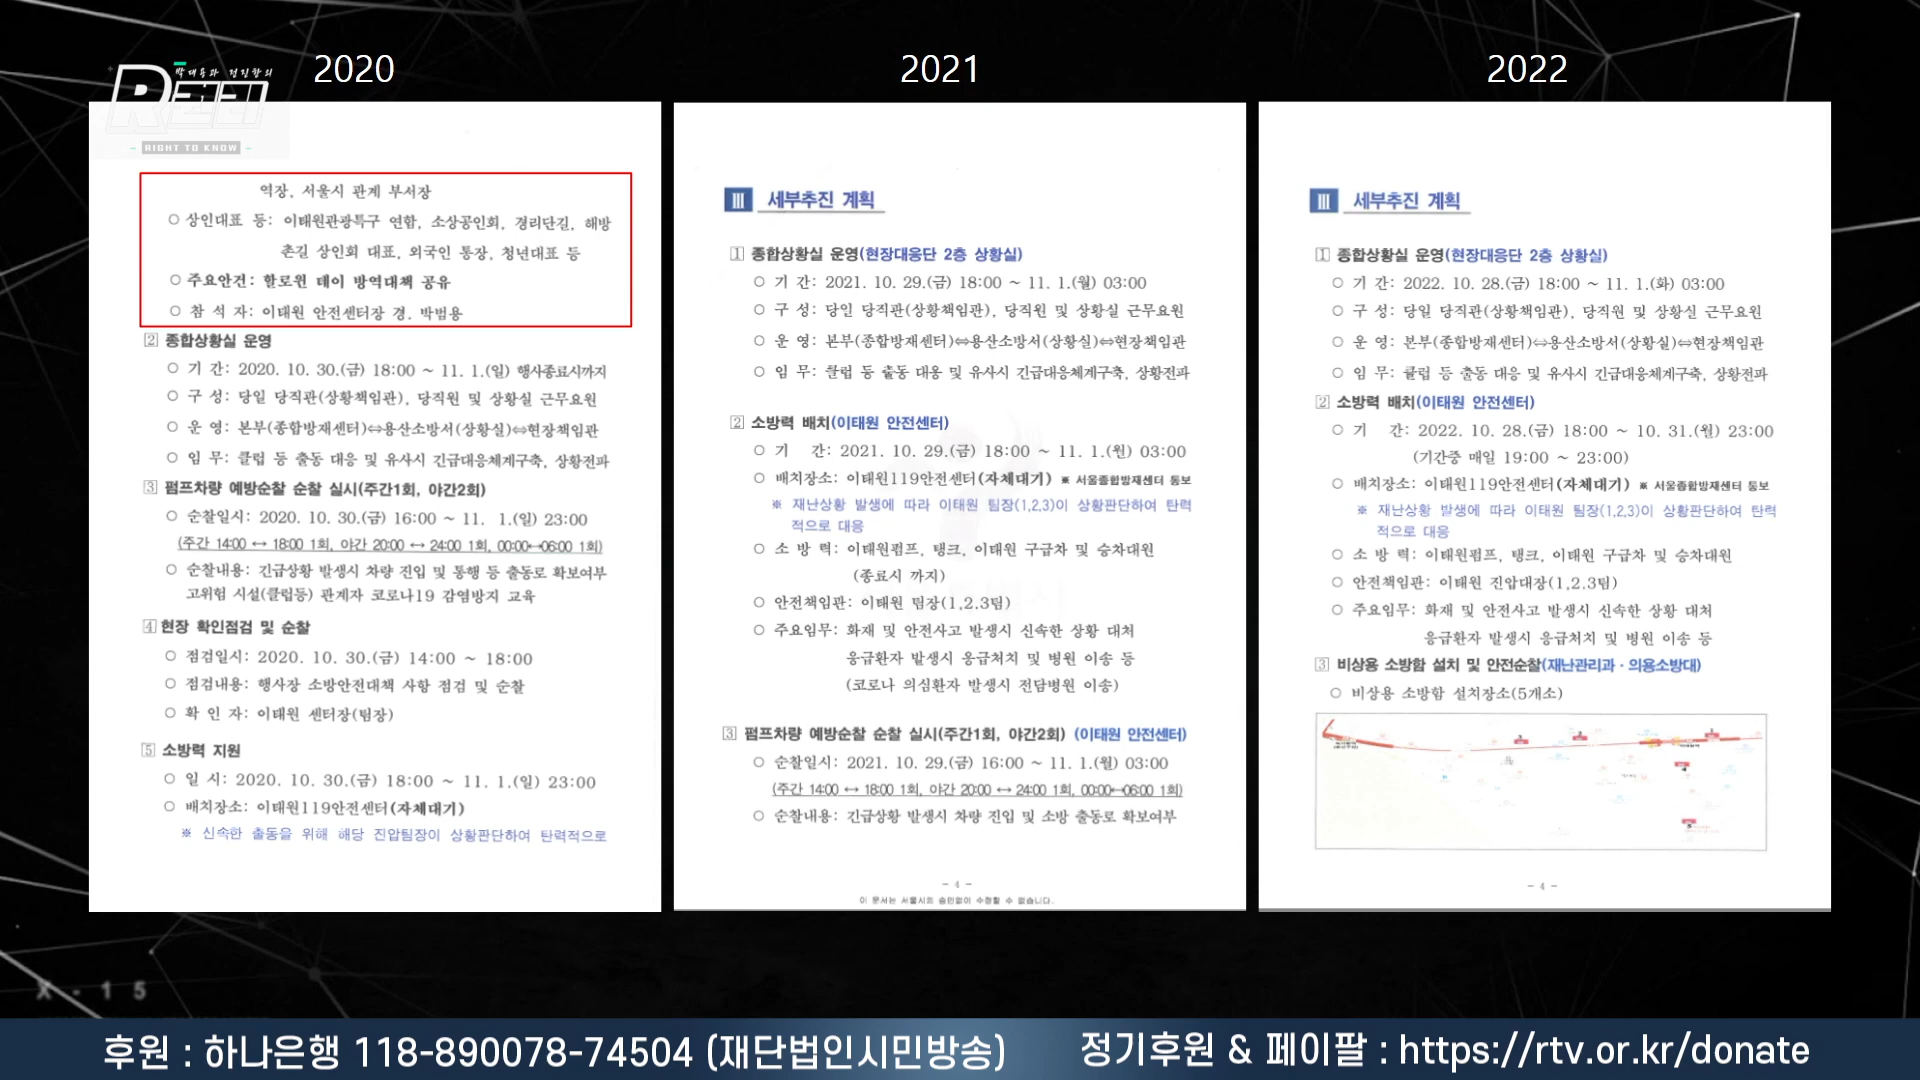 2020
2021
2022
박대용과 정진항의
R
RIGHT TO KNOW
역장, 서울시 관계 부서장
○ 상인대표 등: 이태원관광특구 연합, 소상공인회, 경리단길, 해방
촌길 상인회 대표, 외국인 통장, 청년대표 등
○ 주요안건: 할로윈 데이 방역대책 공유
○ 참 석 자: 이태원 안전센터장 경. 박범용
2 종합상황실 운영
○ 기 간: 2020. 10. 30.(금) 18:00 ~ 11. 1.(일) 행사종료시까지
○ 구 성: 당일 당직관(상황책임관), 당직원 및 상황실 근무요원
○ 운 영: 본부(종합방재센터)⇔용산소방서(상황실)⇔현장책임관
○ 임 무: 클럽 등 출동 대응 및 유사시 긴급대응체계구축, 상황전파
3 펌프차량 예방순찰 순찰 실시(주간1회, 야간2회)
○ 순찰일시: 2020. 10. 30.(금) 16:00 ~ 11. 1.(일) 23:00
(주간 14:00 ↔ 18:00 1회, 야간 20:00 ↔ 24:00 1회, 00:00↔06:00 1회)
○ 순찰내용: 긴급상황 발생시 차량 진입 및 통행 등 출동로 확보여부
고위험 시설(클럽등) 관계자 코로나19 감염방지 교육
4 현장 확인점검 및 순찰
○ 점검일시: 2020. 10. 30.(금) 14:00 ~ 18:00
○ 점검내용: 행사장 소방안전대책 사항 점검 및 순찰
○ 확 인 자: 이태원 센터장(팀장)
5 소방력 지원
○ 일 시: 2020. 10. 30.(금) 18:00 ~ 11. 1.(일) 23:00
○ 배치장소: 이태원119안전센터(자체대기)
※ 신속한 출동을 위해 해당 진압팀장이 상황판단하여 탄력적으로
Ⅲ 세부추진 계획
1 종합상황실 운영(현장대응단 2층 상황실)
○ 기 간: 2021. 10. 29.(금) 18:00 ~ 11. 1.(월) 03:00
○ 구 성: 당일 당직관(상황책임관), 당직원 및 상황실 근무요원
○ 운 영: 본부(종합방재센터)⇔용산소방서(상황실)⇔현장책임관
○ 임 무: 클럽 등 출동 대응 및 유사시 긴급대응체계구축, 상황전파
2 소방력 배치(이태원 안전센터)
○ 기 간: 2021. 10. 29.(금) 18:00 ~ 11. 1.(월) 03:00
○ 배치장소: 이태원119안전센터(자체대기) ※ 서울종합방재센터 통보
※ 재난상황 발생에 따라 이태원 팀장(1,2,3)이 상황판단하여 탄력
적으로 대응
○ 소 방 력: 이태원펌프, 탱크, 이태원 구급차 및 승차대원
(종료시 까지)
○ 안전책임관: 이태원 팀장(1,2,3팀)
○ 주요임무: 화재 및 안전사고 발생시 신속한 상황 대처
응급환자 발생시 응급처치 및 병원 이송 등
(코로나 의심환자 발생시 전담병원 이송)
3 펌프차량 예방순찰 순찰 실시(주간1회, 야간2회) (이태원 안전센터)
○ 순찰일시: 2021. 10. 29.(금) 16:00 ~ 11. 1.(월) 03:00
(주간 14:00 ↔ 18:00 1회, 야간 20:00 ↔ 24:00 1회, 00:00↔06:00 1회)
○ 순찰내용: 긴급상황 발생시 차량 진입 및 소방 출동로 확보여부
- 4 -
이 문서는 서울시의 승인없이 수정할 수 없습니다.
Ⅲ 세부추진 계획
1 종합상황실 운영(현장대응단 2층 상황실)
○ 기 간: 2022. 10. 28.(금) 18:00 ~ 11. 1.(화) 03:00
○ 구 성: 당일 당직관(상황책임관), 당직원 및 상황실 근무요원
○ 운 영: 본부(종합방재센터)⇔용산소방서(상황실)⇔현장책임관
○ 임 무: 클럽 등 출동 대응 및 유사시 긴급대응체계구축, 상황전파
2 소방력 배치(이태원 안전센터)
○ 기 간: 2022. 10. 28.(금) 18:00 ~ 10. 31.(월) 23:00
(기간중 매일 19:00 ~ 23:00)
○ 배치장소: 이태원119안전센터(자체대기) ※ 서울종합방재센터 통보
※ 재난상황 발생에 따라 이태원 팀장(1,2,3)이 상황판단하여 탄력
적으로 대응
○ 소 방 력: 이태원펌프, 탱크, 이태원 구급차 및 승차대원
○ 안전책임관: 이태원 진압대장(1,2,3팀)
○ 주요임무: 화재 및 안전사고 발생시 신속한 상황 대처
응급환자 발생시 응급처치 및 병원 이송 등
3 비상용 소방함 설치 및 안전순찰(재난관리과 · 의용소방대)
○ 비상용 소방함 설치장소(5개소)
- 4 -
X - 1 5
후원 : 하나은행 118-890078-74504 (재단법인시민방송)
정기후원 & 페이팔 : https://rtv.or.kr/donate